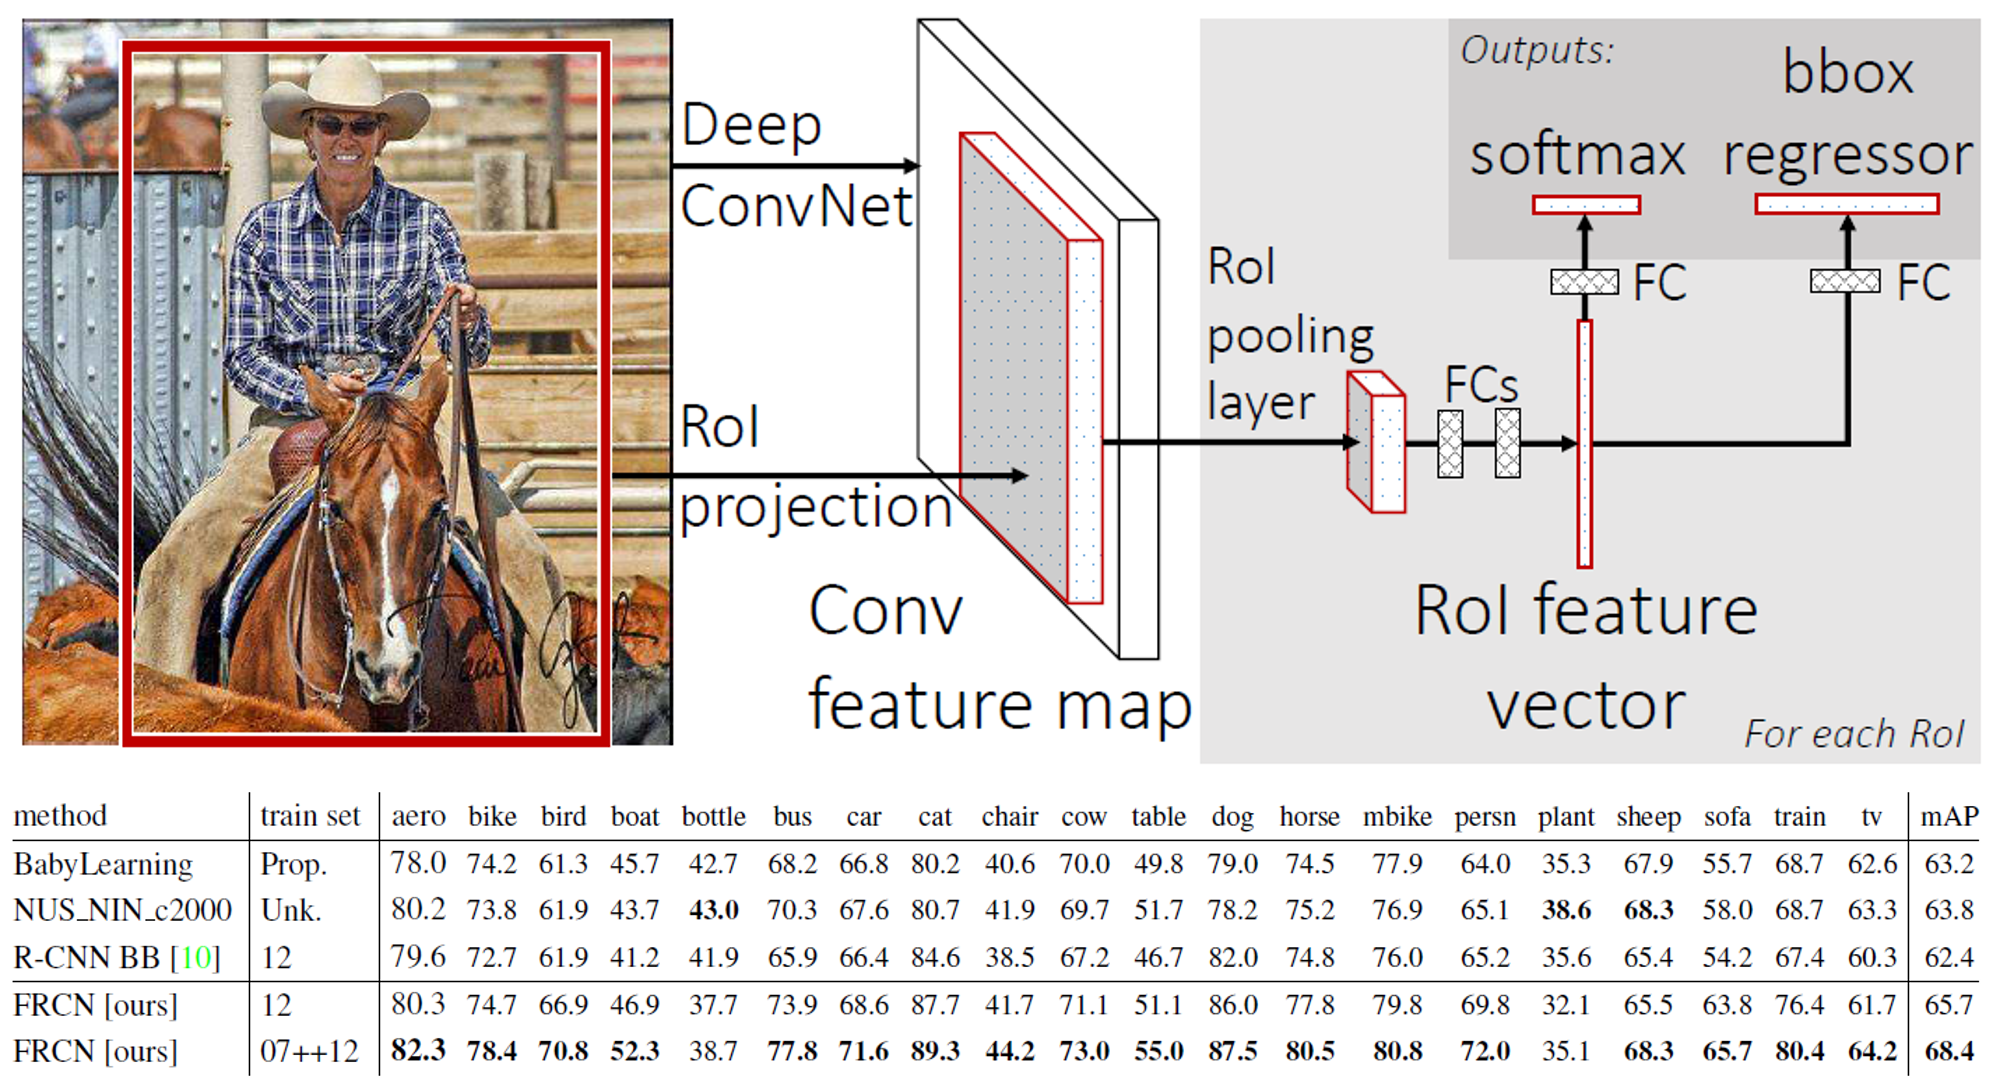 Outputs:
bbox
softmax regressor
Deep
ConvNet
RoI
projection
Conv
feature map
RoI
pooling
layer
FCs
FC
FC
RoI feature
vector
For each RoI
method train set aero bike bird boat bottle bus car cat chair cow table dog horse mbike persn plant sheep sofa train tv mAP
BabyLearning Prop. 78.0 74.2 61.3 45.7 42.7 68.2 66.8 80.2 40.6 70.0 49.8 79.0 74.5 77.9 64.0 35.3 67.9 55.7 68.7 62.6 63.2
NUS_NIN_c2000 Unk. 80.2 73.8 61.9 43.7 43.0 70.3 67.6 80.7 41.9 69.7 51.7 78.2 75.2 76.9 65.1 38.6 68.3 58.0 68.7 63.3 63.8
R-CNN BB [10] 12 79.6 72.7 61.9 41.2 41.9 65.9 66.4 84.6 38.5 67.2 46.7 82.0 74.8 76.0 65.2 35.6 65.4 54.2 67.4 60.3 62.4
FRCN [ours] 12 80.3 74.7 66.9 46.9 37.7 73.9 68.6 87.7 41.7 71.1 51.1 86.0 77.8 79.8 69.8 32.1 65.5 63.8 76.4 61.7 65.7
FRCN [ours] 07++12 82.3 78.4 70.8 52.3 38.7 77.8 71.6 89.3 44.2 73.0 55.0 87.5 80.5 80.8 72.0 35.1 68.3 65.7 80.4 64.2 68.4